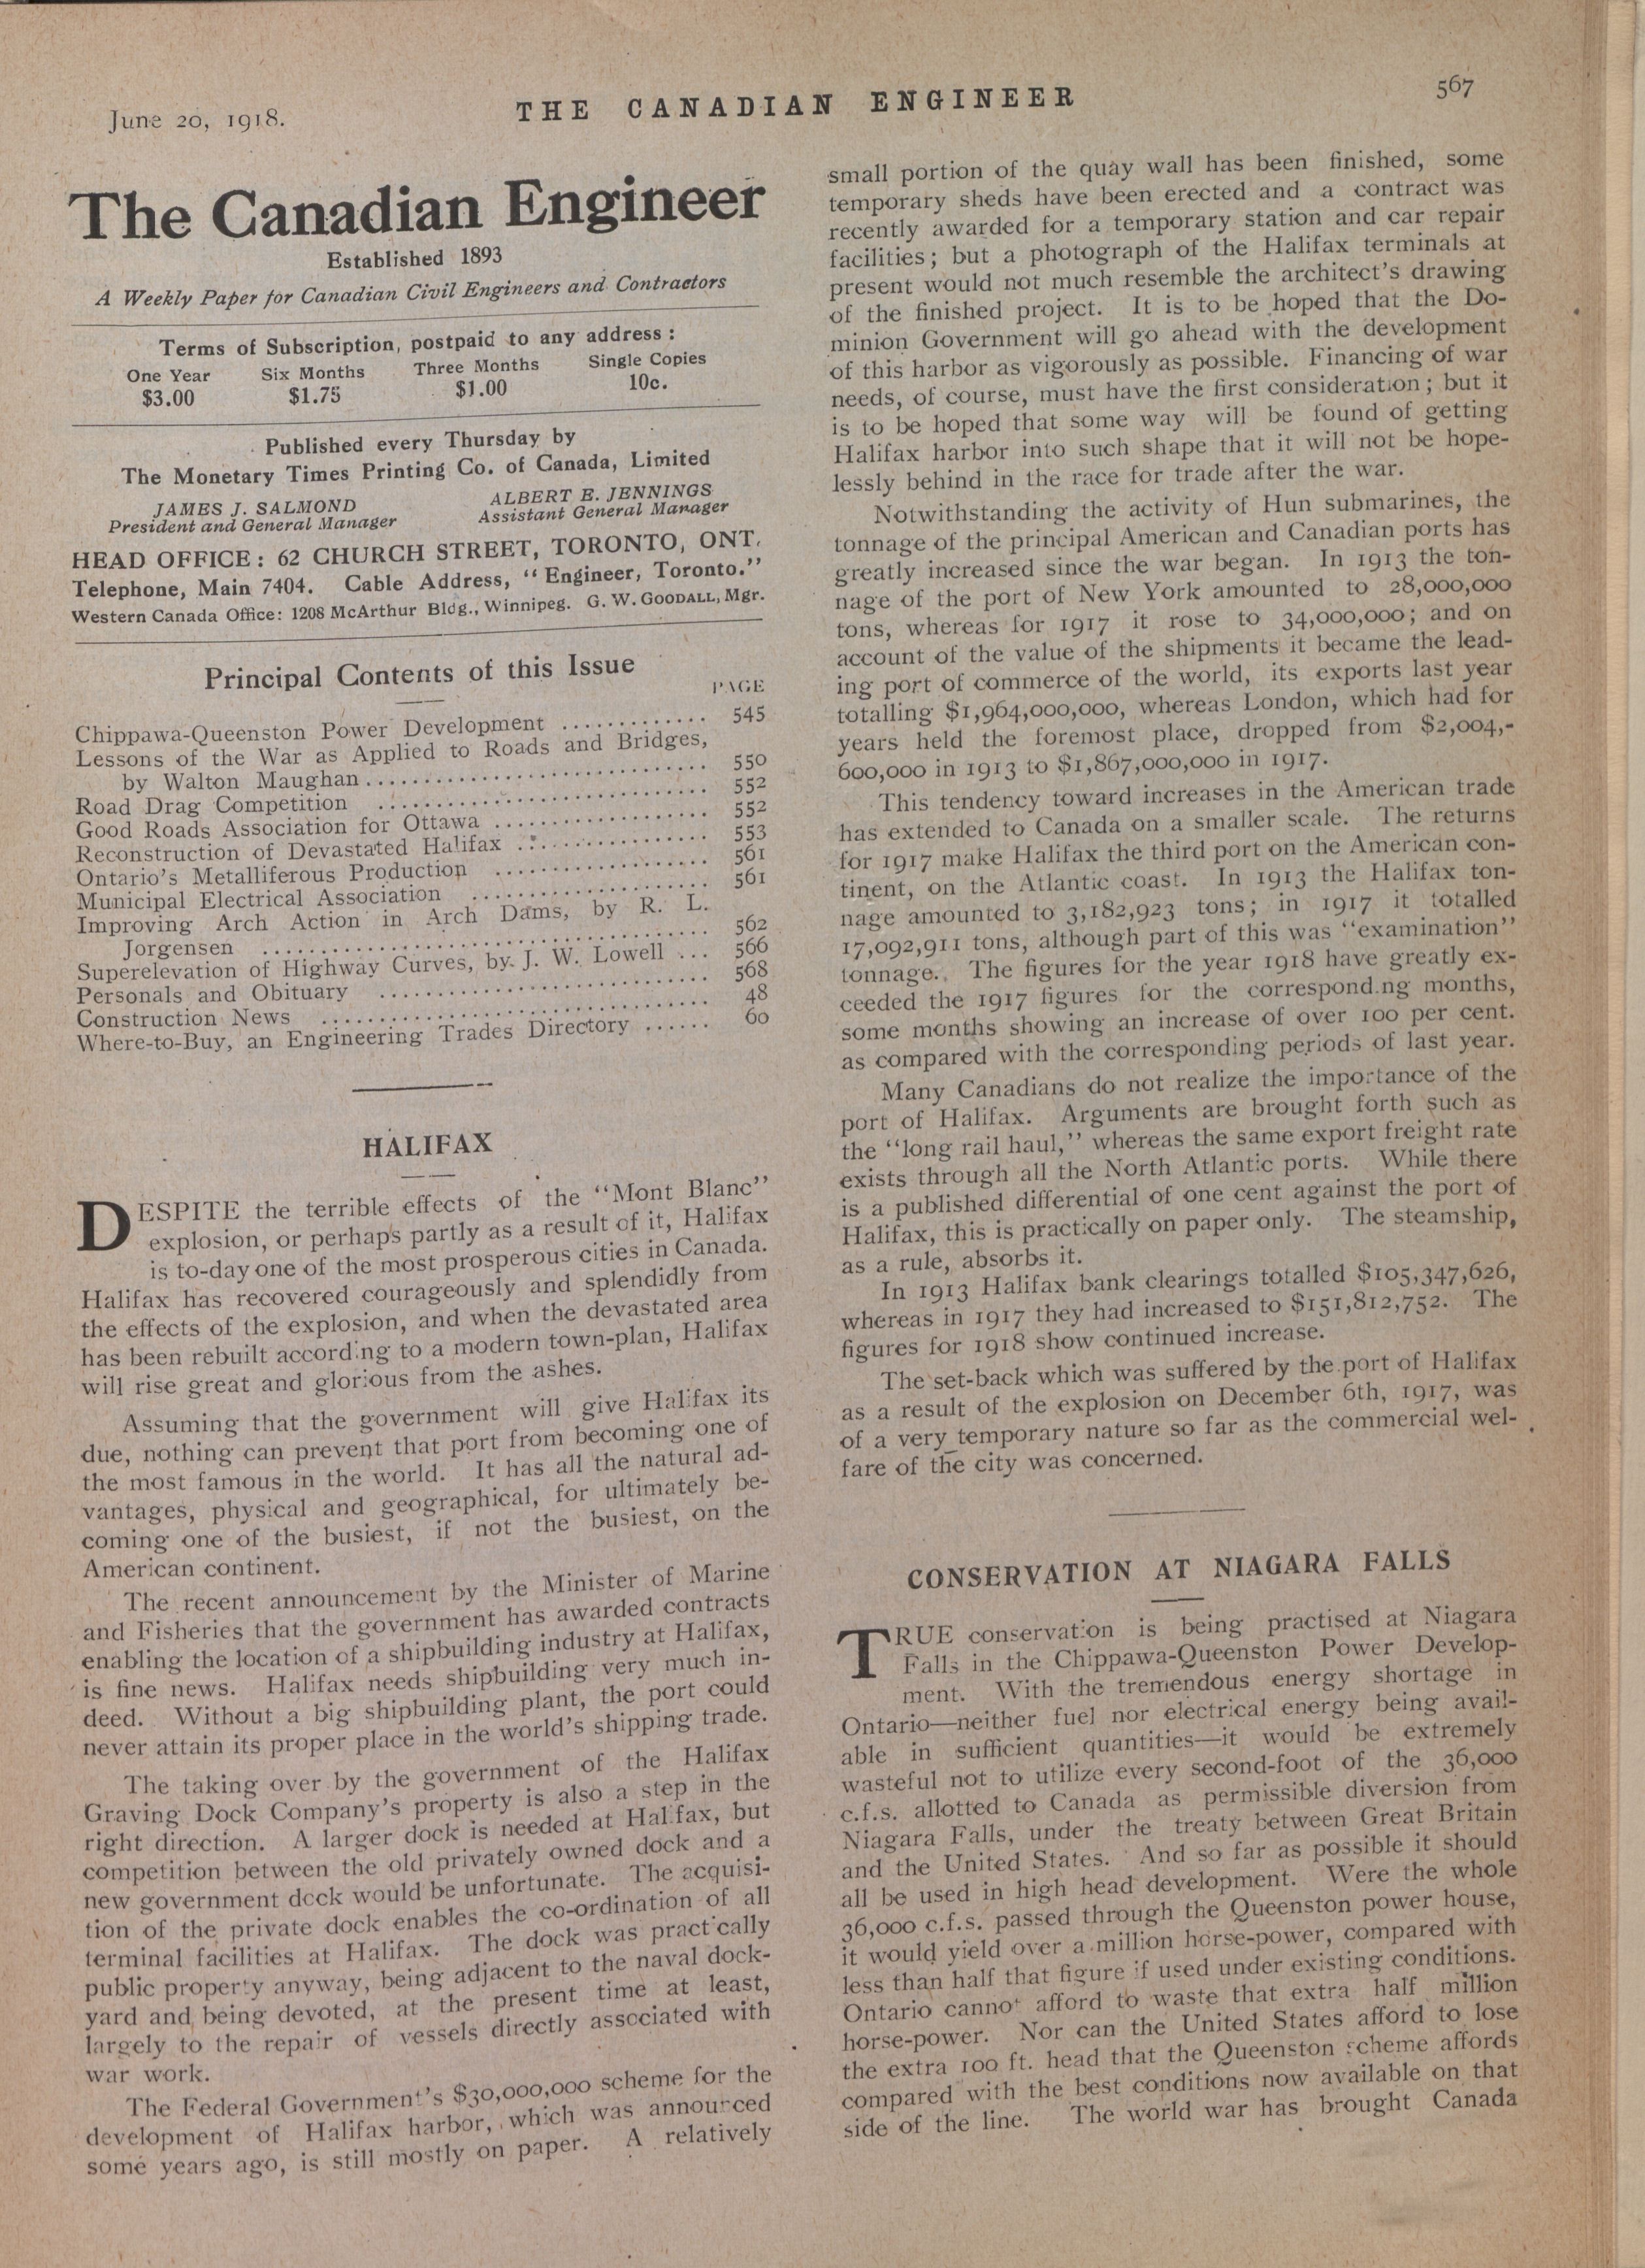 June 20, 1918.
THE CANADIAN ENGINEER
567
The Canadian Engineer
Established 1893
A Weekly Paper for Canadian Civil Engineers and Contractors
Terms of Subscription, postpaid to any address:
One Year Six Months Three Months Single Copies
$3.00 $1.75 $1.00 10c.
Published every Thursday by
The Monetary Times Printing Co. of Canada, Limited
JAMES J. SALMOND ALBERT E. JENNINGS
President and General Manager Assistant General Manager
HEAD OFFICE: 62 CHURCH STREET, TORONTO, ONT.
Telephone, Main 7404. Cable Address, "Engineer, Toronto."
Western Canada Office: 1208 McArthur Bldg., Winnipeg. G. W. GOODALL, Mgr.
Principal Contents of this Issue
PAGE
Chippawa-Queenston Power Development ............. 545
Lessons of the War as Applied to Roads and Bridges,
by Walton Maughan............................... 550
Road Drag Competition ............................... 552
Good Roads Association for Ottawa ................... 552
Reconstruction of Devastated Halifax ................. 553
Ontario's Metalliferous Production ................... 561
Municipal Electrical Association ..................... 561
Improving Arch Action in Arch Dams, by R. L.
Jorgensen ........................................ 562
Superelevation of Highway Curves, by J. W. Lowell ... 566
Personals and Obituary .............................. 568
Construction News ................................... 48
Where-to-Buy, an Engineering Trades Directory ...... 60
HALIFAX
DESPITE the terrible effects of the "Mont Blanc"
explosion, or perhaps partly as a result of it, Halifax
is to-day one of the most prosperous cities in Canada.
Halifax has recovered courageously and splendidly from
the effects of the explosion, and when the devastated area
has been rebuilt according to a modern town-plan, Halifax
will rise great and glorious from the ashes.
Assuming that the government will give Halifax its
due, nothing can prevent that port from becoming one of
the most famous in the world. It has all the natural ad-
vantages, physical and geographical, for ultimately be-
coming one of the busiest, if not the busiest, on the
American continent.
The recent announcement by the Minister of Marine
and Fisheries that the government has awarded contracts
enabling the location of a shipbuilding industry at Halifax,
is fine news. Halifax needs shipbuilding very much in-
deed. Without a big shipbuilding plant, the port could
never attain its proper place in the world's shipping trade.
The taking over by the government of the Halifax
Graving Dock Company's property is also a step in the
right direction. A larger dock is needed at Halifax, but
competition between the old privately owned dock and a
new government dock would be unfortunate. The acquisi-
tion of the private dock enables the co-ordination of all
terminal facilities at Halifax. The dock was practically
public property anyway, being adjacent to the naval dock-
yard and being devoted, at the present time at least,
largely to the repair of vessels directly associated with
war work.
The Federal Government's $30,000,000 scheme for the
development of Halifax harbor, which was announced
some years ago, is still mostly on paper. A relatively
small portion of the quay wall has been finished, some
temporary sheds have been erected and a contract was
recently awarded for a temporary station and car repair
facilities; but a photograph of the Halifax terminals at
present would not much resemble the architect's drawing
of the finished project. It is to be hoped that the Do-
minion Government will go ahead with the development
of this harbor as vigorously as possible. Financing of war
needs, of course, must have the first consideration; but it
is to be hoped that some way will be found of getting
Halifax harbor into such shape that it will not be hope-
lessly behind in the race for trade after the war.
Notwithstanding the activity of Hun submarines, the
tonnage of the principal American and Canadian ports has
greatly increased since the war began. In 1913 the ton-
nage of the port of New York amounted to 28,000,000
tons, whereas for 1917 it rose to 34,000,000; and on
account of the value of the shipments it became the lead-
ing port of commerce of the world, its exports last year
totalling $1,964,000,000, whereas London, which had for
years held the foremost place, dropped from $2,004,-
600,000 in 1913 to $1,867,000,000 in 1917.
This tendency toward increases in the American trade
has extended to Canada on a smaller scale. The returns
for 1917 make Halifax the third port on the American con-
tinent, on the Atlantic coast. In 1913 the Halifax ton-
nage amounted to 3,182,923 tons; in 1917 it totalled
17,092,911 tons, although part of this was "examination"
tonnage. The figures for the year 1918 have greatly ex-
ceeded the 1917 figures for the corresponding months,
some months showing an increase of over 100 per cent.
as compared with the corresponding periods of last year.
Many Canadians do not realize the importance of the
port of Halifax. Arguments are brought forth such as
the "long rail haul," whereas the same export freight rate
exists through all the North Atlantic ports. While there
is a published differential of one cent against the port of
Halifax, this is practically on paper only. The steamship,
as a rule, absorbs it.
In 1913 Halifax bank clearings totalled $105,347,626,
whereas in 1917 they had increased to $151,812,752. The
figures for 1918 show continued increase.
The set-back which was suffered by the port of Halifax
as a result of the explosion on December 6th, 1917, was
of a very temporary nature so far as the commercial wel-
fare of the city was concerned.
CONSERVATION AT NIAGARA FALLS
TRUE conservation is being practised at Niagara
Falls in the Chippawa-Queenston Power Develop-
ment. With the tremendous energy shortage in
Ontario—neither fuel nor electrical energy being avail-
able in sufficient quantities—it would be extremely
wasteful not to utilize every second-foot of the 36,000
c.f.s. allotted to Canada as permissible diversion from
Niagara Falls, under the treaty between Great Britain
and the United States. And so far as possible it should
all be used in high head development. Were the whole
36,000 c.f.s. passed through the Queenston power house,
it would yield over a million horse-power, compared with
less than half that figure if used under existing conditions.
Ontario cannot afford to waste that extra half million
horse-power. Nor can the United States afford to lose
the extra 100 ft. head that the Queenston scheme affords
compared with the best conditions now available on that
side of the line. The world war has brought Canada